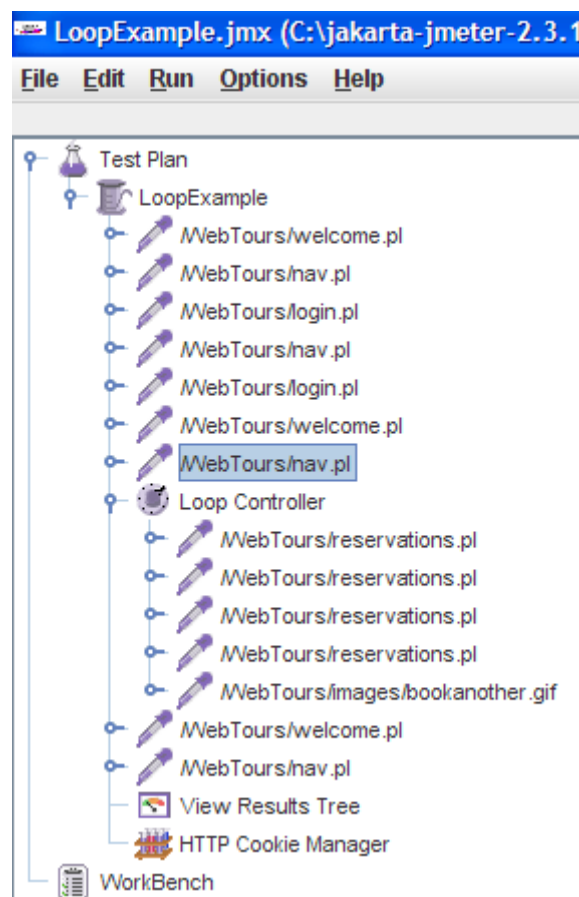 LoopExample.jmx (C:\jakarta-jmeter-2.3.1
File Edit Run Options Help
Test Plan
LoopExample
/WebTours/welcome.pl
/WebTours/nav.pl
/WebTours/login.pl
/WebTours/nav.pl
/WebTours/login.pl
/WebTours/welcome.pl
/WebTours/nav.pl
Loop Controller
/WebTours/reservations.pl
/WebTours/reservations.pl
/WebTours/reservations.pl
/WebTours/reservations.pl
/WebTours/images/bookanother.gif
/WebTours/welcome.pl
/WebTours/nav.pl
View Results Tree
HTTP Cookie Manager
WorkBench